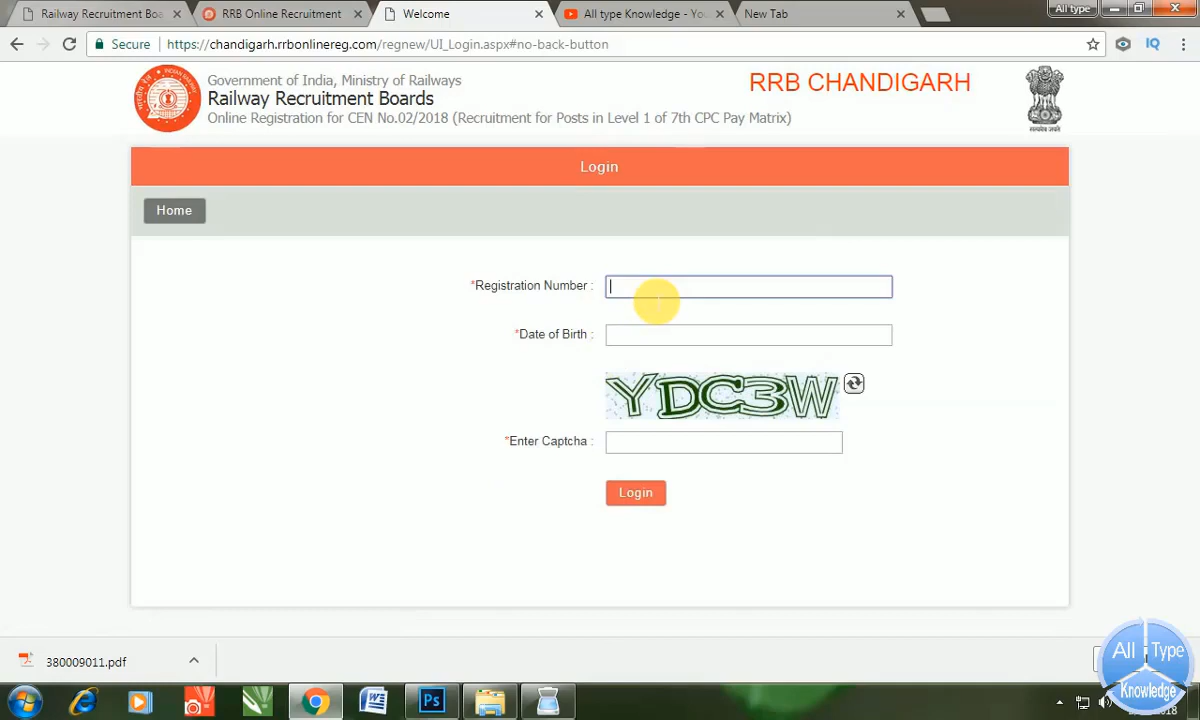 Railway Recruitment Boa
RRB Online Recruitment
Welcome
All type Knowledge - You
New Tab
All type
Secure
https://chandigarh.rrbonlinereg.com/regnew/UI_Login.aspx#no-back-button
IQ
Government of India, Ministry of Railways
Railway Recruitment Boards
Online Registration for CEN No.02/2018 (Recruitment for Posts in Level 1 of 7th CPC Pay Matrix)
RRB CHANDIGARH
Login
Home
*Registration Number :
*Date of Birth :
YDC3W
*Enter Captcha :
Login
380009011.pdf
All Type
Knowledge
Ps
2018